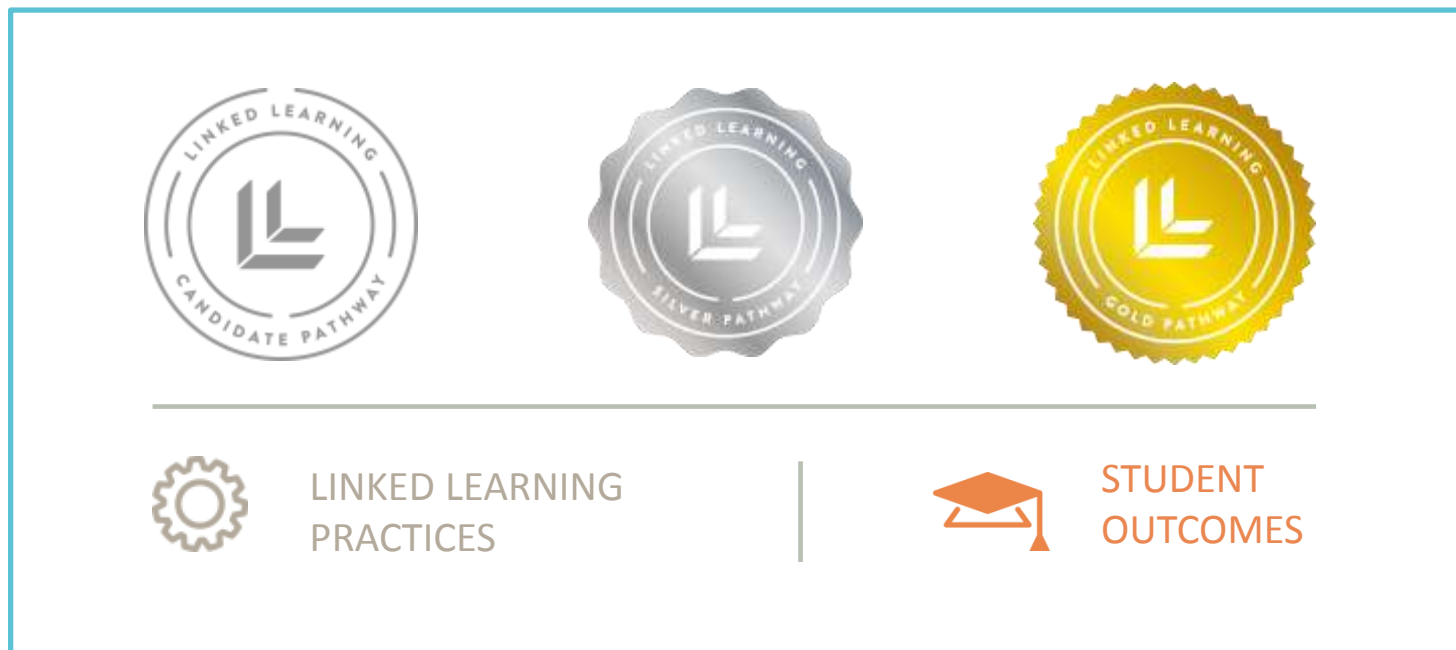 LINKED LEARNING
CANDIDATE PATHWAY
LINKED LEARNING
SILVER PATHWAY
LINKED LEARNING
GOLD PATHWAY
LINKED LEARNING
PRACTICES
STUDENT
OUTCOMES